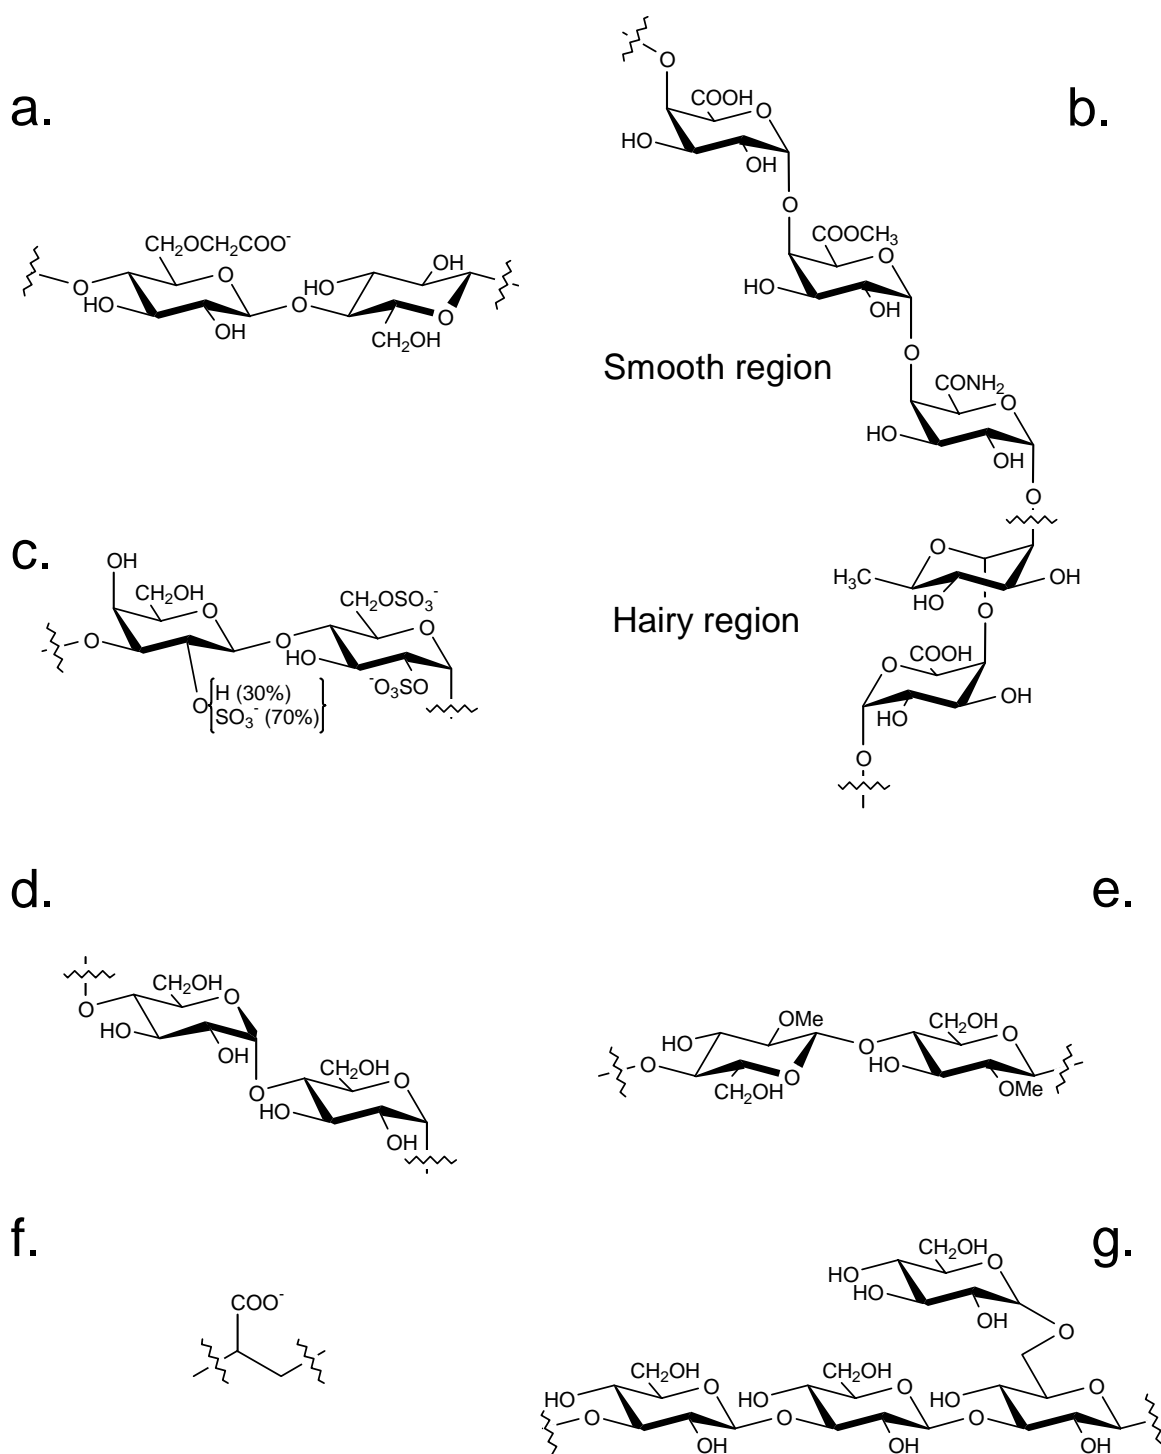 a.
b.
O
COOH
O
HO
OH
O
COOCH₃
O
HO
OH
O
CH₂OCH₂COO⁻
O
O
HO
OH
O
HO
OH
O
CH₂OH
Smooth region
CONH₂
O
HO
OH
O
c.
OH
CH₂OH
O
O
O
CH₂OSO₃⁻
O
HO
⁻O₃SO
O
H (30%)
SO₃⁻ (70%)
O
H₃C
HO
OH
O
Hairy region
COOH
O
OH
HO
O
d.
e.
CH₂OH
O
O
HO
OH
CH₂OH
O
O
HO
OH
OMe
HO
O
O
O
CH₂OH
CH₂OH
O
HO
OMe
f.
g.
COO⁻
CH₂OH
O
HO
HO
OH
O
CH₂OH
O
HO
O
OH
CH₂OH
O
HO
O
OH
O
HO
O
OH